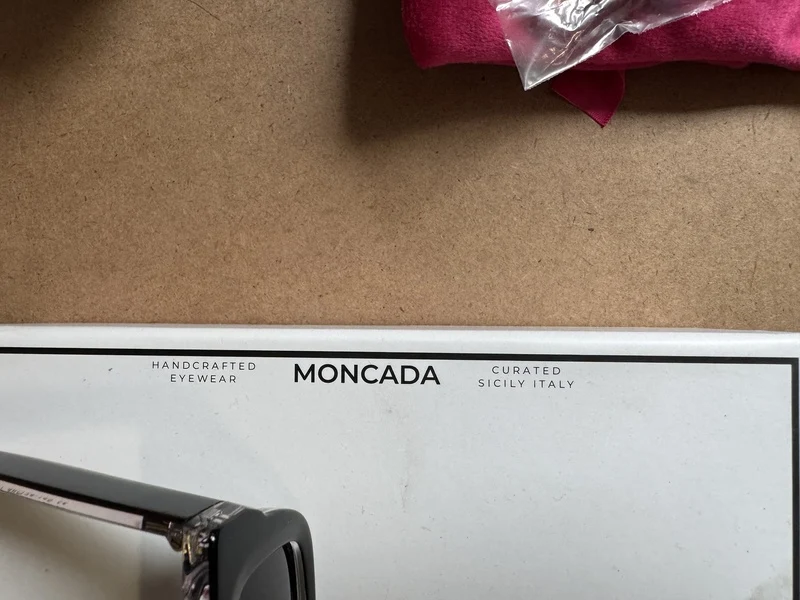 HANDCRAFTED
EYEWEAR
MONCADA
CURATED
SICILY ITALY